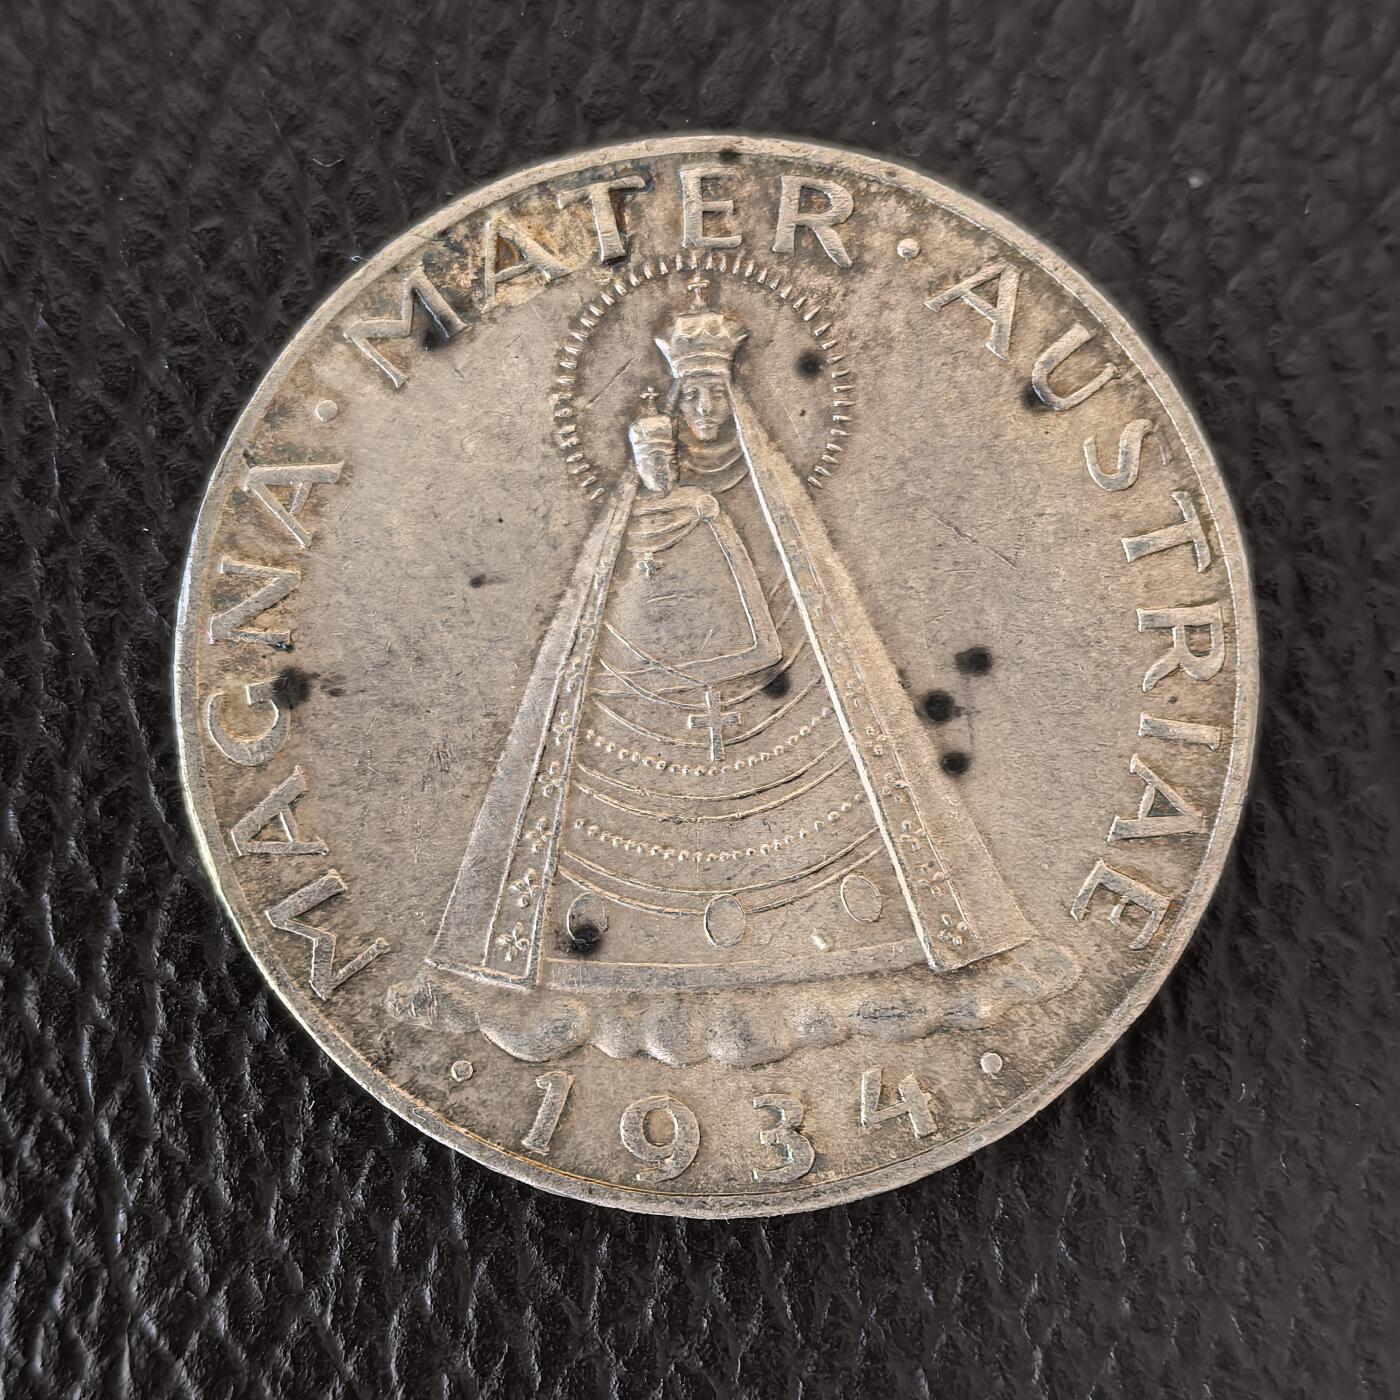 MAGNA · MATER · AUSTRIAE
· 1934 ·